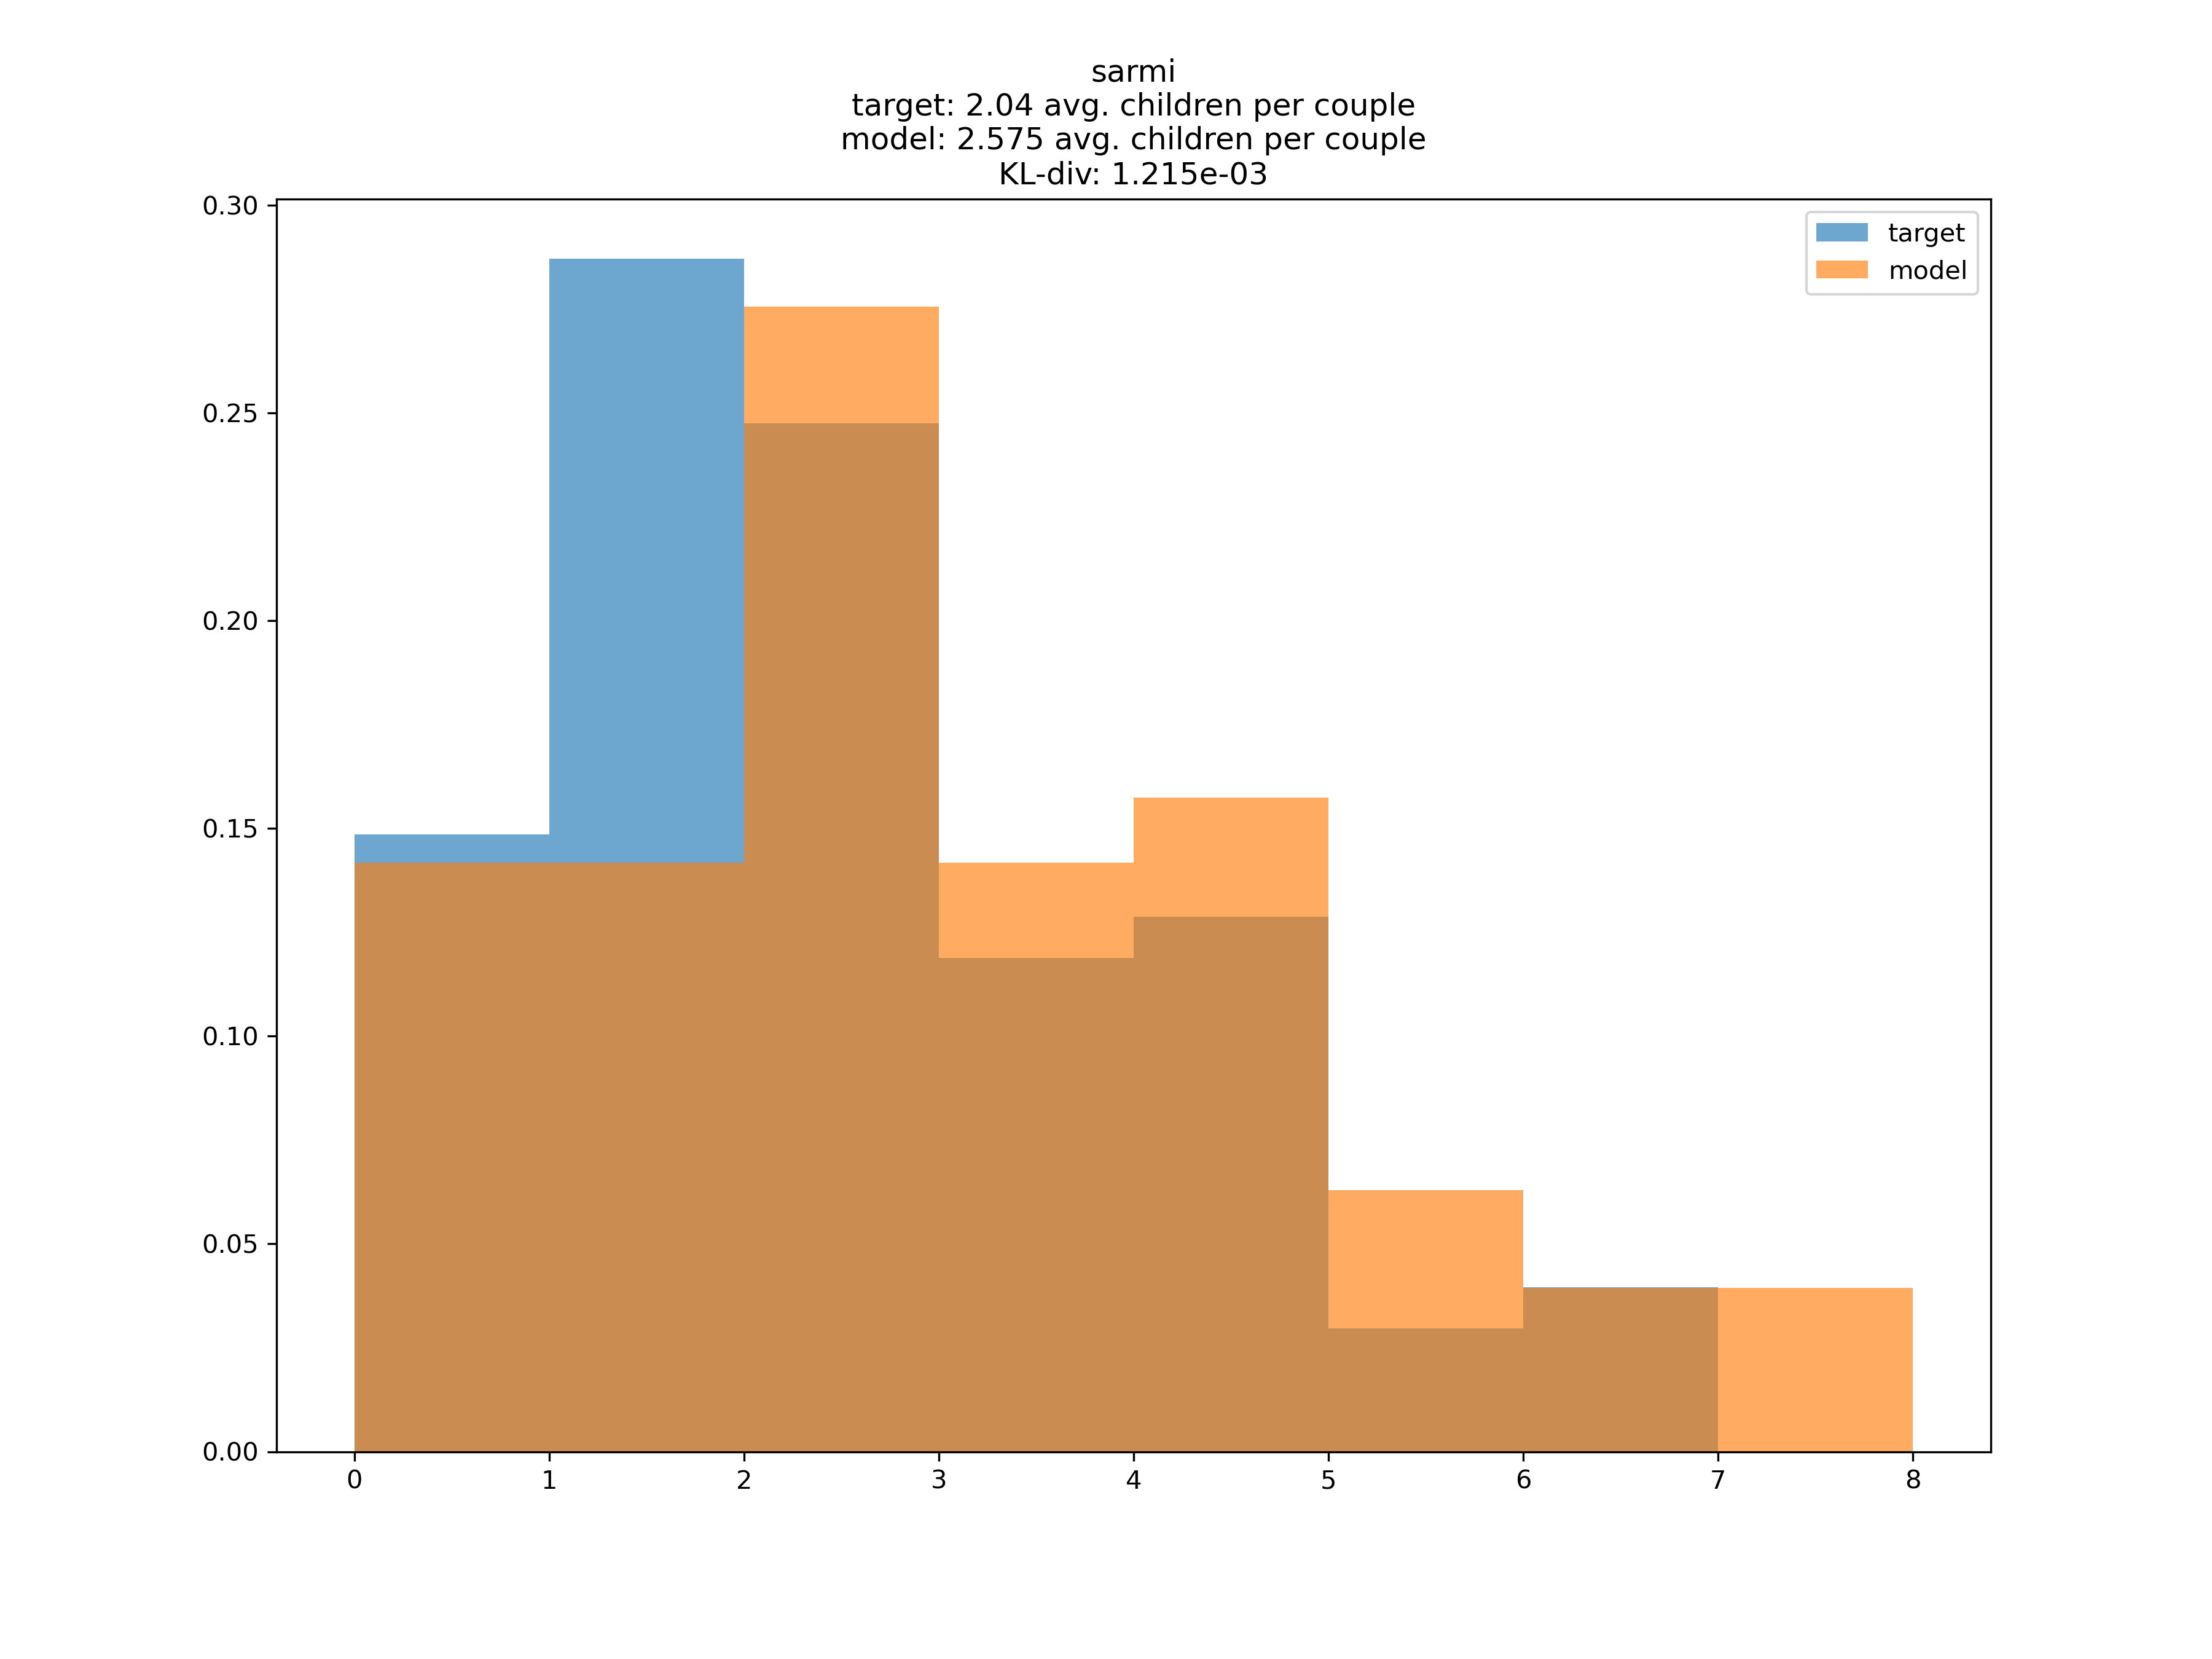 sarmi
target: 2.04 avg. children per couple
model: 2.575 avg. children per couple
KL-div: 1.215e-03
target
model
0.30
0.25
0.20
0.15
0.10
0.05
0.00
0 1 2 3 4 5 6 7 8